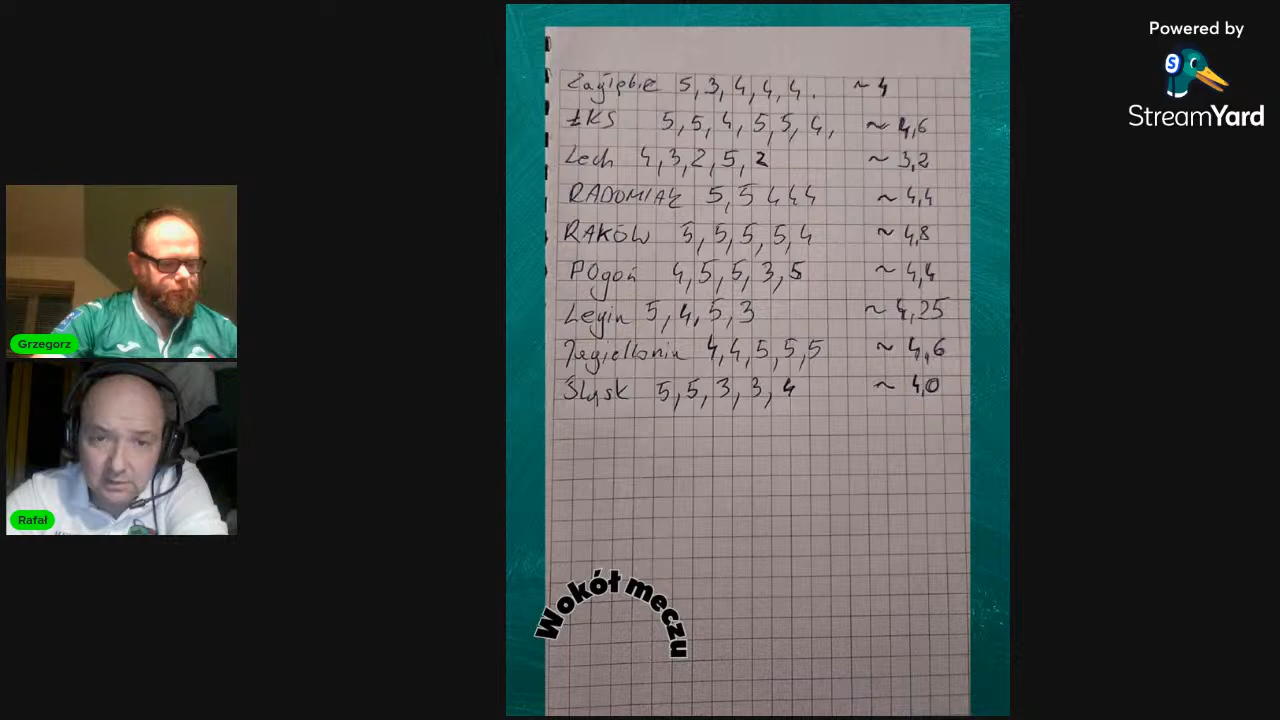 Powered by
StreamYard
Zagłębie 5,3,4,4,4. ~ 4
ŁKS 5,5,4,5,5,4, ~ 4,6
Lech 4,3,2,5,2 ~ 3,2
RADOMIAK 5,5 4 4 4 ~ 4,4
RAKÓW 5,5,5,5,4 ~ 4,8
POgoń 4,5,5,3,5 ~ 4,4
Legia 5,4,5,3 ~ 4,25
Jagiellonia 4,4,5,5,5 ~ 4,6
Śląsk 5,5,3,3,4 ~ 4,0
Grzegorz
Rafał
Wokół meczu